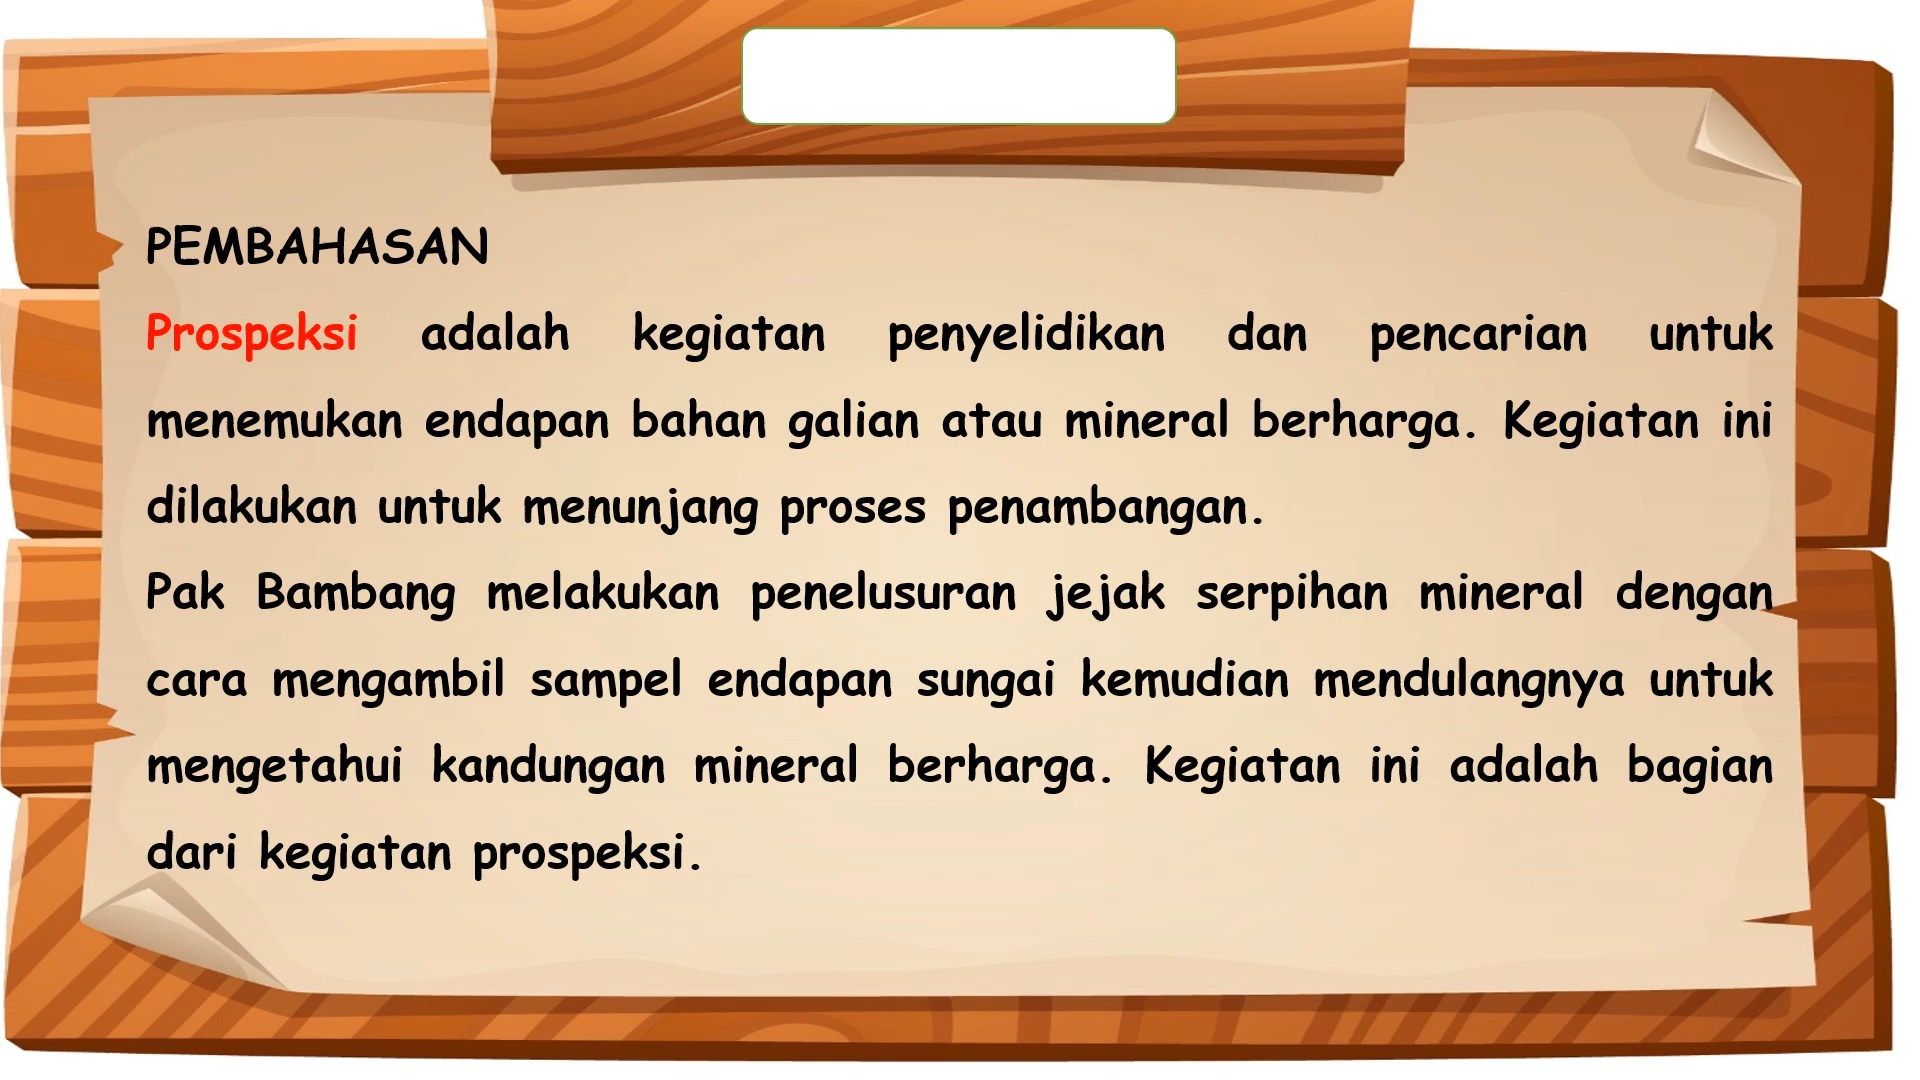 PEMBAHASAN
Prospeksi adalah kegiatan penyelidikan dan pencarian untuk
menemukan endapan bahan galian atau mineral berharga. Kegiatan ini
dilakukan untuk menunjang proses penambangan.
Pak Bambang melakukan penelusuran jejak serpihan mineral dengan
cara mengambil sampel endapan sungai kemudian mendulangnya untuk
mengetahui kandungan mineral berharga. Kegiatan ini adalah bagian
dari kegiatan prospeksi.